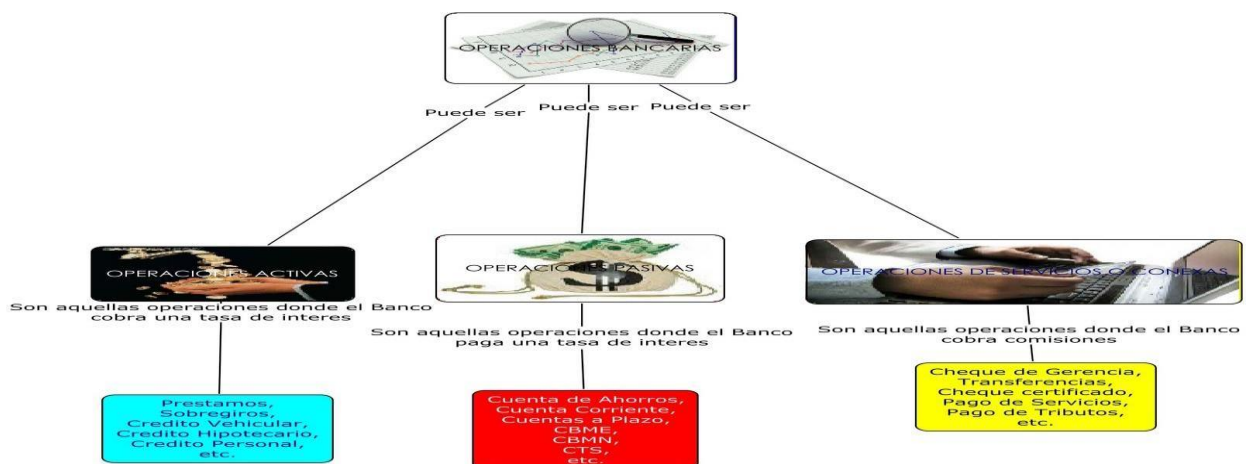 OPERACIONES BANCARIAS
Puede ser
Puede ser
Puede ser
OPERACIONES ACTIVAS
Son aquellas operaciones donde el Banco
cobra una tasa de interes
Prestamos,
Sobregiros,
Credito Vehicular,
Credito Hipotecario,
Credito Personal,
etc.
OPERACIONES PASIVAS
Son aquellas operaciones donde el Banco
paga una tasa de interes
Cuenta de Ahorros,
Cuenta Corriente,
Cuentas a Plazo,
CBME,
CBMN,
CTS,
etc.
OPERACIONES DE SERVICIOS O CONEXAS
Son aquellas operaciones donde el Banco
cobra comisiones
Cheque de Gerencia,
Transferencias,
Cheque certificado,
Pago de Servicios,
Pago de Tributos,
etc.